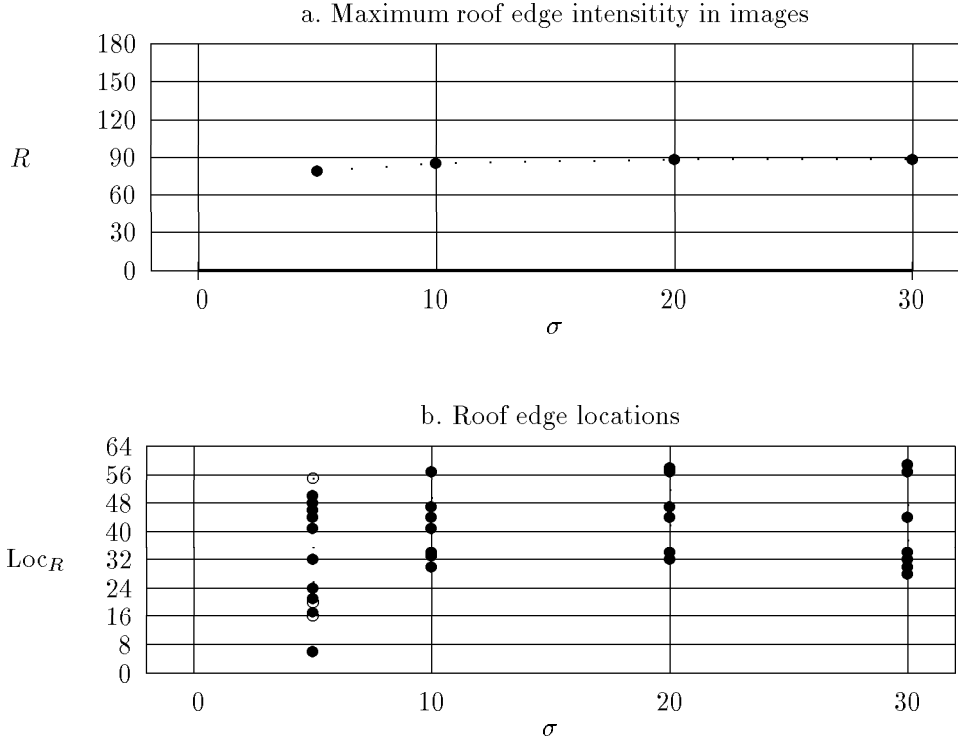 a. Maximum roof edge intensitity in images
180
150
120
90
R
60
30
0
0 10 20 30
σ
b. Roof edge locations
64
56
48
40
32
Loc_R
24
16
8
0
0 10 20 30
σ